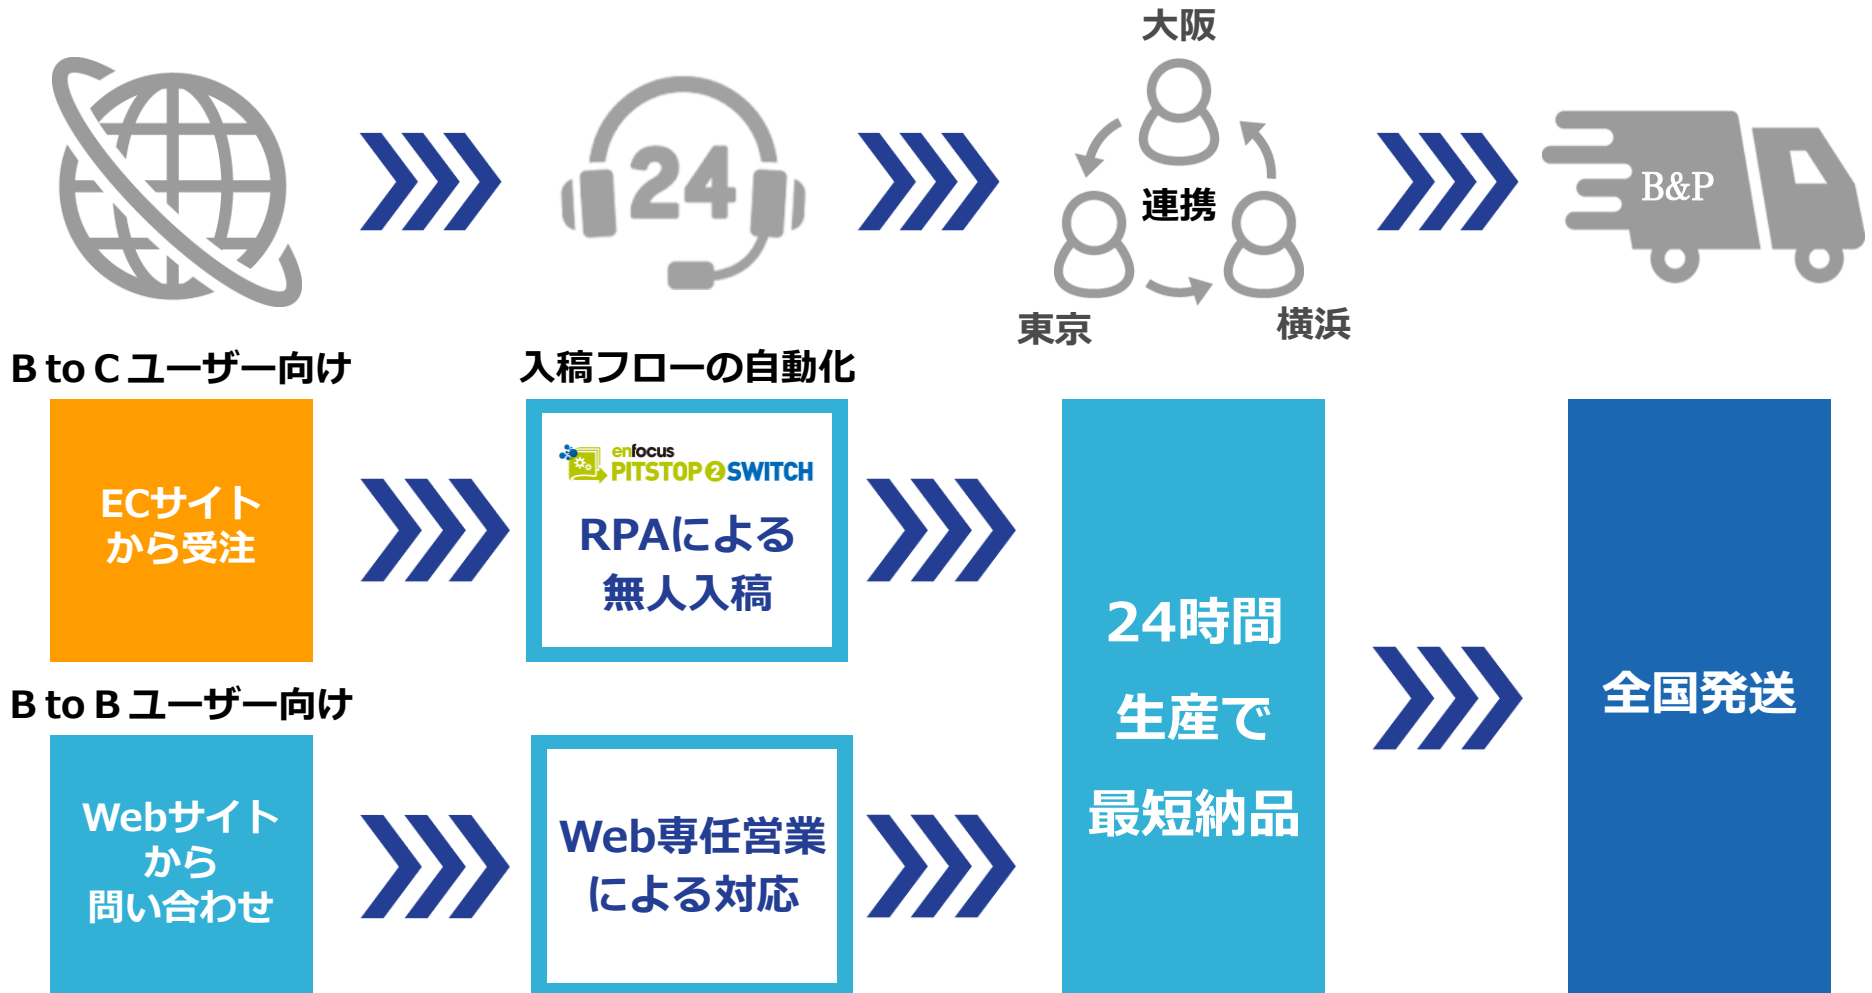 大阪
24
連携
B&P
東京
横浜
B to C ユーザー向け
入稿フローの自動化
ECサイト
から受注
enfocus
PITSTOP 2 SWITCH
RPAによる
無人入稿
24時間
生産で
最短納品
全国発送
B to B ユーザー向け
Webサイト
から
問い合わせ
Web専任営業
による対応